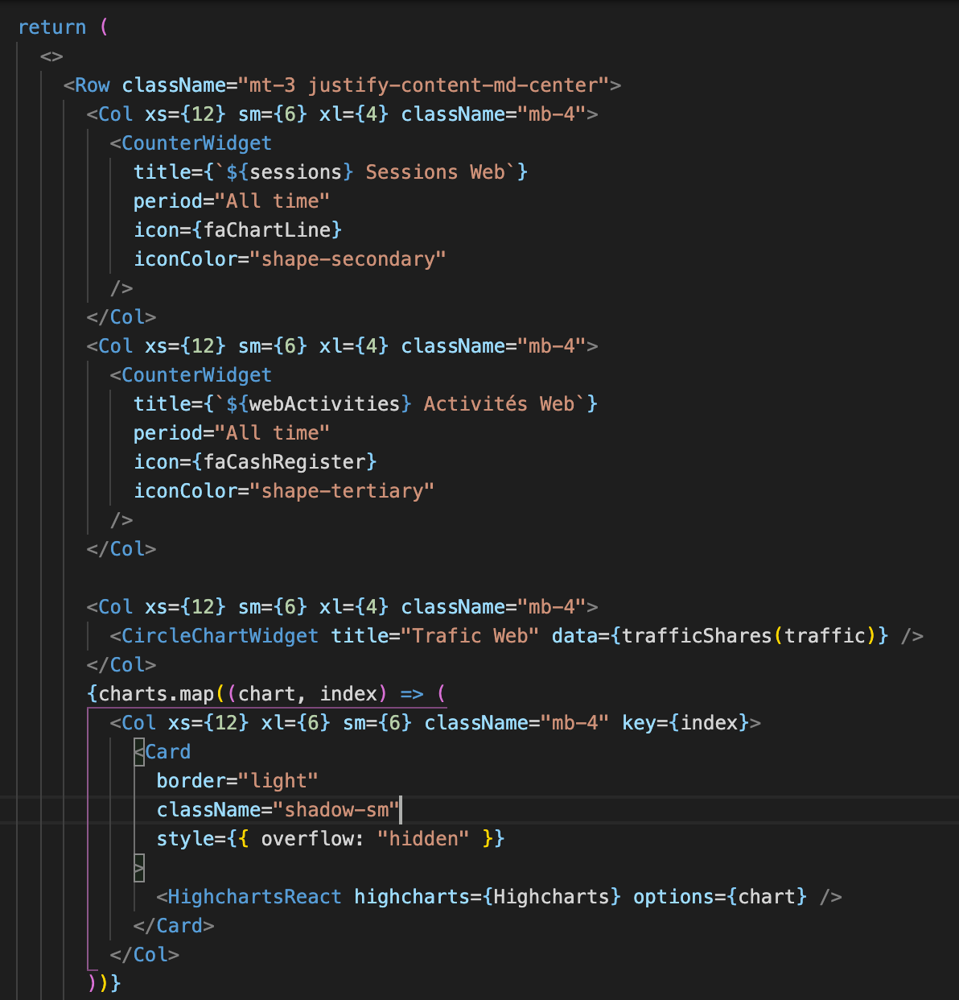 return (
<>
<Row className="mt-3 justify-content-md-center">
<Col xs={12} sm={6} xl={4} className="mb-4">
<CounterWidget
title={`${sessions} Sessions Web`}
period="All time"
icon={faChartLine}
iconColor="shape-secondary"
/>
</Col>
<Col xs={12} sm={6} xl={4} className="mb-4">
<CounterWidget
title={`${webActivities} Activités Web`}
period="All time"
icon={faCashRegister}
iconColor="shape-tertiary"
/>
</Col>
<Col xs={12} sm={6} xl={4} className="mb-4">
<CircleChartWidget title="Trafic Web" data={trafficShares(traffic)} />
</Col>
{charts.map((chart, index) => (
<Col xs={12} xl={6} sm={6} className="mb-4" key={index}>
<Card
border="light"
className="shadow-sm"
style={{ overflow: "hidden" }}
>
<HighchartsReact highcharts={Highcharts} options={chart} />
</Card>
</Col>
))}